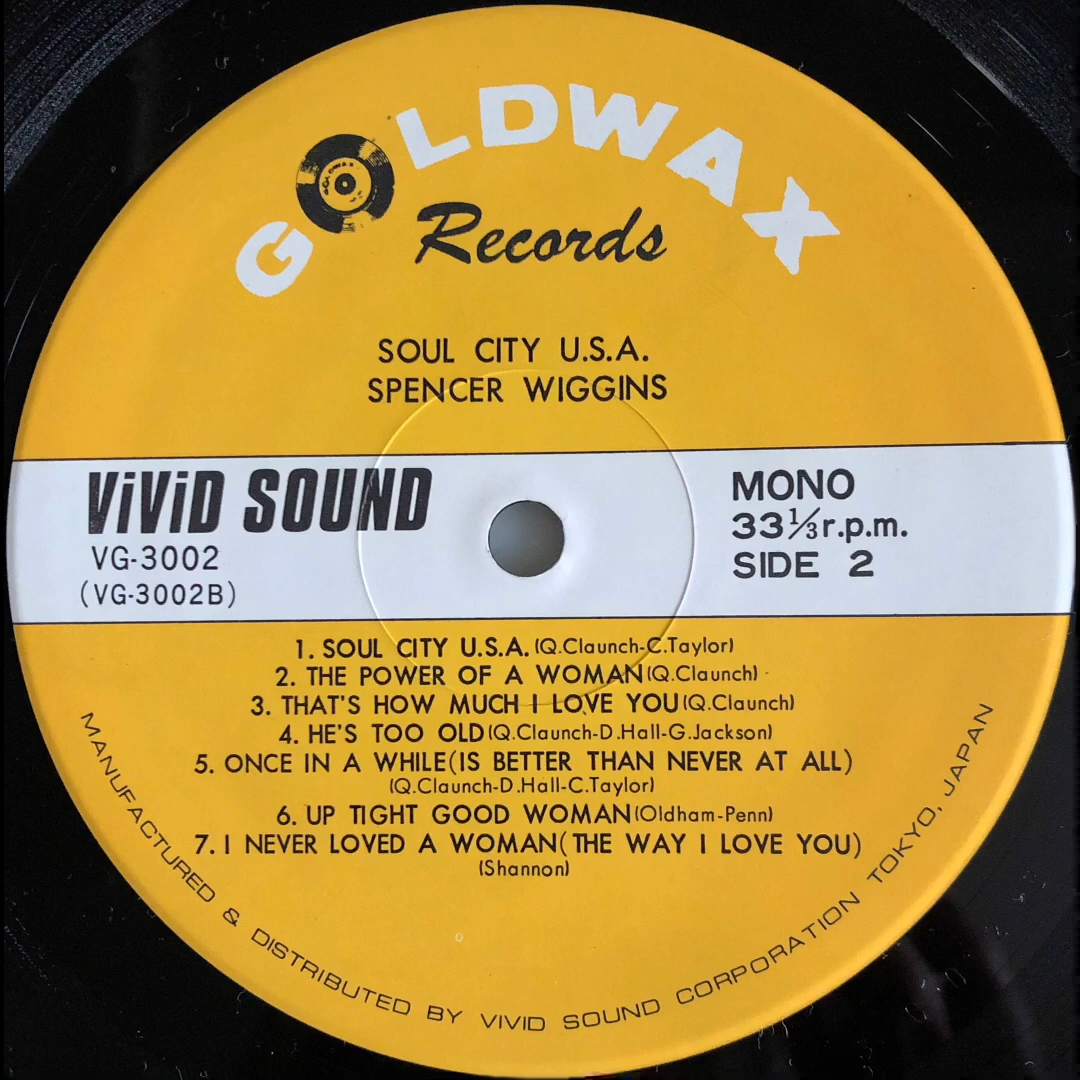 GOLDWAX
Records
SOUL CITY U.S.A.
SPENCER WIGGINS
ViViD SOUND
VG-3002
(VG-3002B)
MONO
33⅓r.p.m.
SIDE 2
1. SOUL CITY U.S.A.(Q.Claunch-C.Taylor)
2. THE POWER OF A WOMAN(Q.Claunch)
3. THAT'S HOW MUCH I LOVE YOU(Q.Claunch)
4. HE'S TOO OLD(Q.Claunch-D.Hall-G.Jackson)
5. ONCE IN A WHILE(IS BETTER THAN NEVER AT ALL)
(Q.Claunch-D.Hall-C.Taylor)
6. UP TIGHT GOOD WOMAN(Oldham-Penn)
7. I NEVER LOVED A WOMAN(THE WAY I LOVE YOU)
(Shannon)
MANUFACTURED & DISTRIBUTED BY VIVID SOUND CORPORATION TOKYO, JAPAN